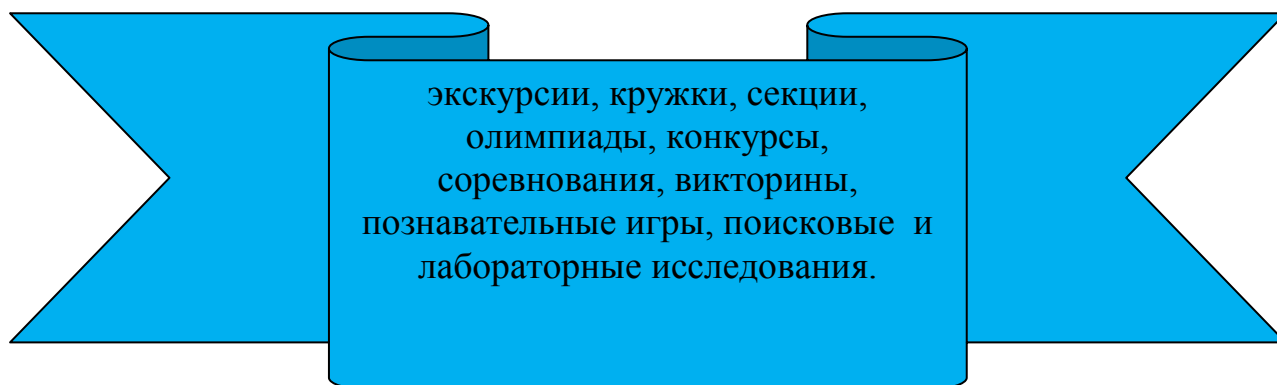 экскурсии, кружки, секции,
олимпиады, конкурсы,
соревнования, викторины,
познавательные игры, поисковые  и
лабораторные исследования.